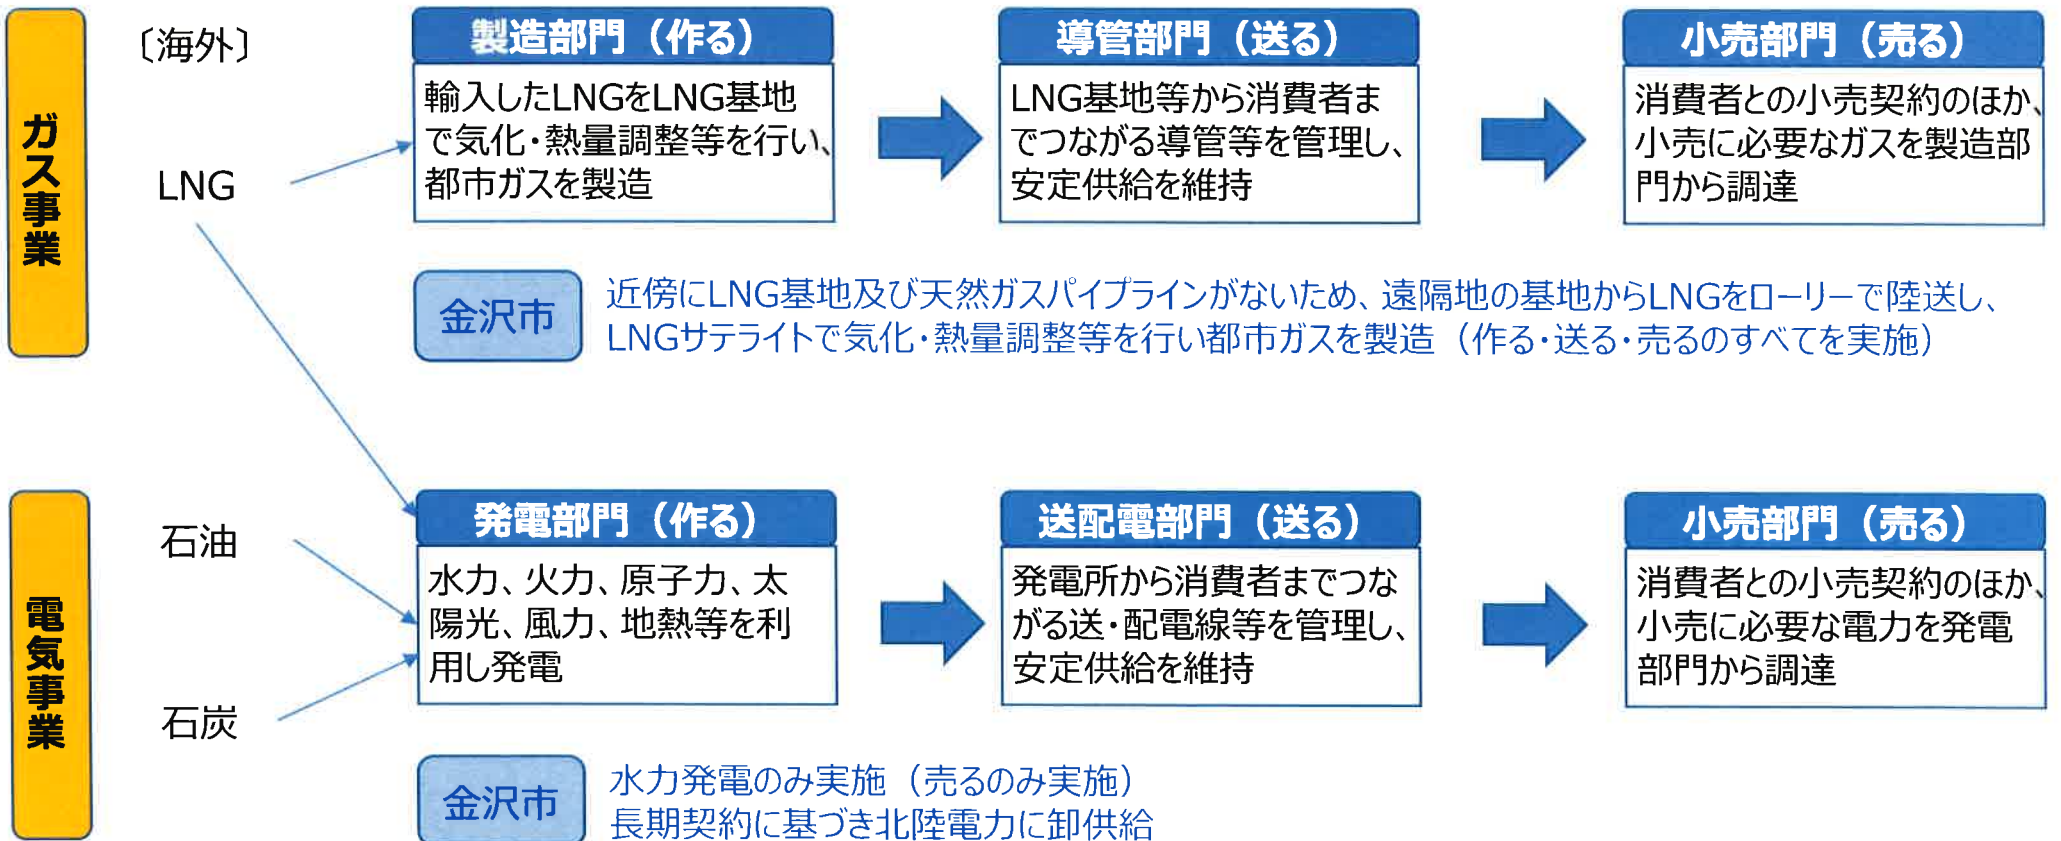 ガス事業
〔海外〕
LNG
製造部門（作る）
輸入したLNGをLNG基地
で気化・熱量調整等を行い、
都市ガスを製造
導管部門（送る）
LNG基地等から消費者ま
でつながる導管等を管理し、
安定供給を維持
小売部門（売る）
消費者との小売契約のほか、
小売に必要なガスを製造部
門から調達
金沢市
近傍にLNG基地及び天然ガスパイプラインがないため、遠隔地の基地からLNGをローリーで陸送し、
LNGサテライトで気化・熱量調整等を行い都市ガスを製造（作る・送る・売るのすべてを実施）
電気事業
石油
石炭
発電部門（作る）
水力、火力、原子力、太
陽光、風力、地熱等を利
用し発電
送配電部門（送る）
発電所から消費者までつな
がる送・配電線等を管理し、
安定供給を維持
小売部門（売る）
消費者との小売契約のほか、
小売に必要な電力を発電
部門から調達
金沢市
水力発電のみ実施（売るのみ実施）
長期契約に基づき北陸電力に卸供給